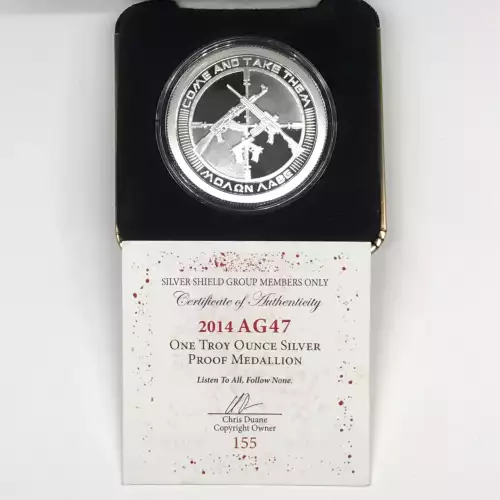 COME AND TAKE THEM
ΜΟΛΩΝ ΛΑΒΕ
SILVER SHIELD GROUP MEMBERS ONLY
Certificate of Authenticity
2014 AG47
ONE TROY OUNCE SILVER
PROOF MEDALLION
Listen To All, Follow None.
Chris Duane
Copyright Owner
155